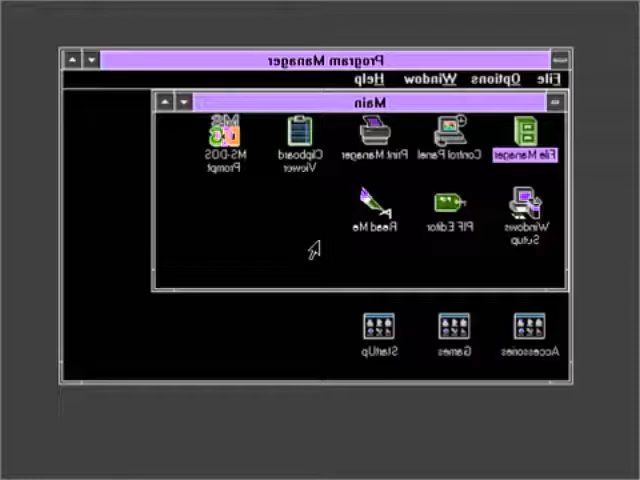 Program Manager
File Options Window Help
Main
File Manager
Control Panel
Print Manager
Clipboard
Viewer
MS-DOS
Prompt
Windows
Setup
PIF Editor
Read Me
Accessories
Games
StartUp